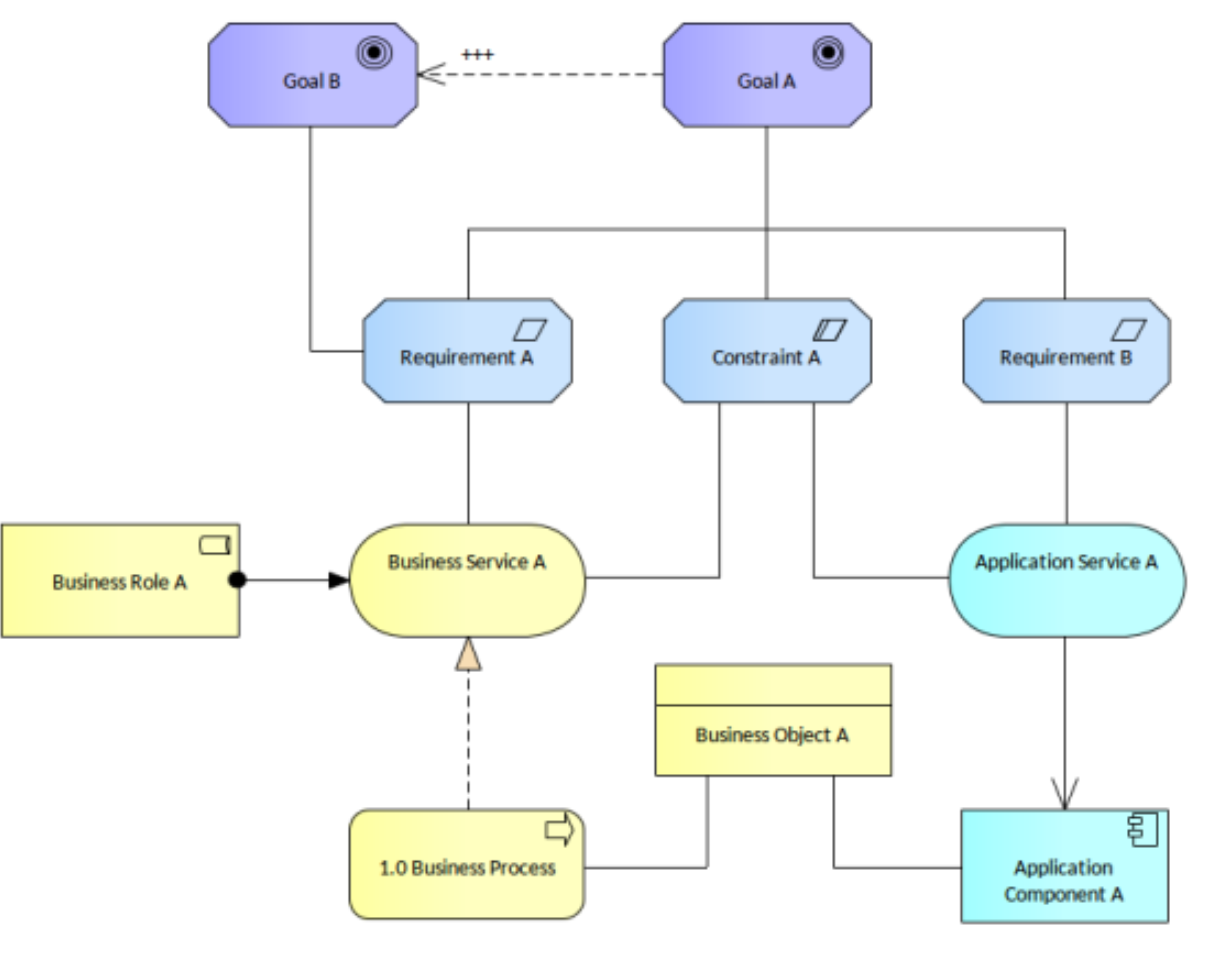 +++
Goal B
Goal A
Requirement A
Constraint A
Requirement B
Business Role A
Business Service A
Application Service A
Business Object A
1.0 Business Process
Application
Component A